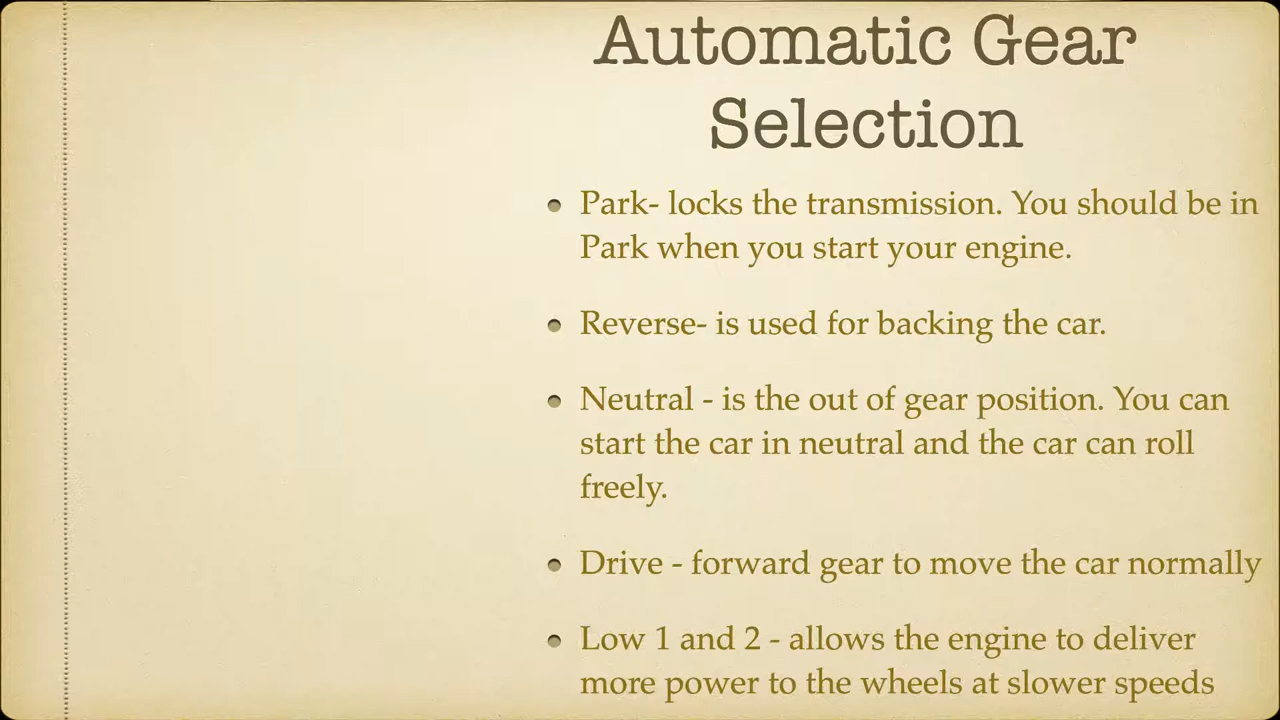 Automatic Gear
Selection
• Park- locks the transmission. You should be in
Park when you start your engine.
• Reverse- is used for backing the car.
• Neutral - is the out of gear position. You can
start the car in neutral and the car can roll
freely.
• Drive - forward gear to move the car normally
• Low 1 and 2 - allows the engine to deliver
more power to the wheels at slower speeds